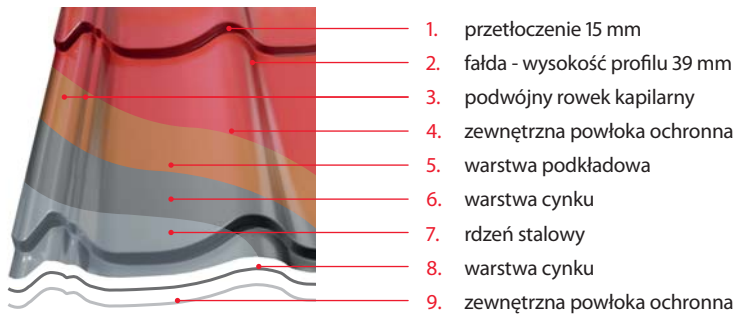 1. przetłoczenie 15 mm
2. fałda - wysokość profilu 39 mm
3. podwójny rowek kapilarny
4. zewnętrzna powłoka ochronna
5. warstwa podkładowa
6. warstwa cynku
7. rdzeń stalowy
8. warstwa cynku
9. zewnętrzna powłoka ochronna